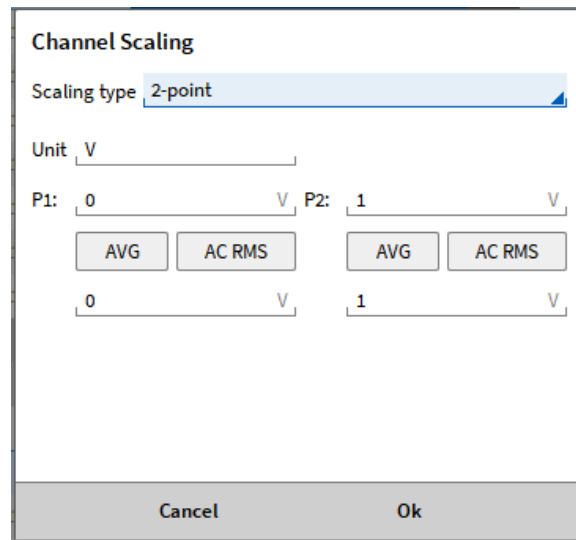 Channel Scaling
Scaling type 2-point
Unit V
P1: 0 V P2: 1 V
AVG AC RMS AVG AC RMS
0 V 1 V
Cancel Ok